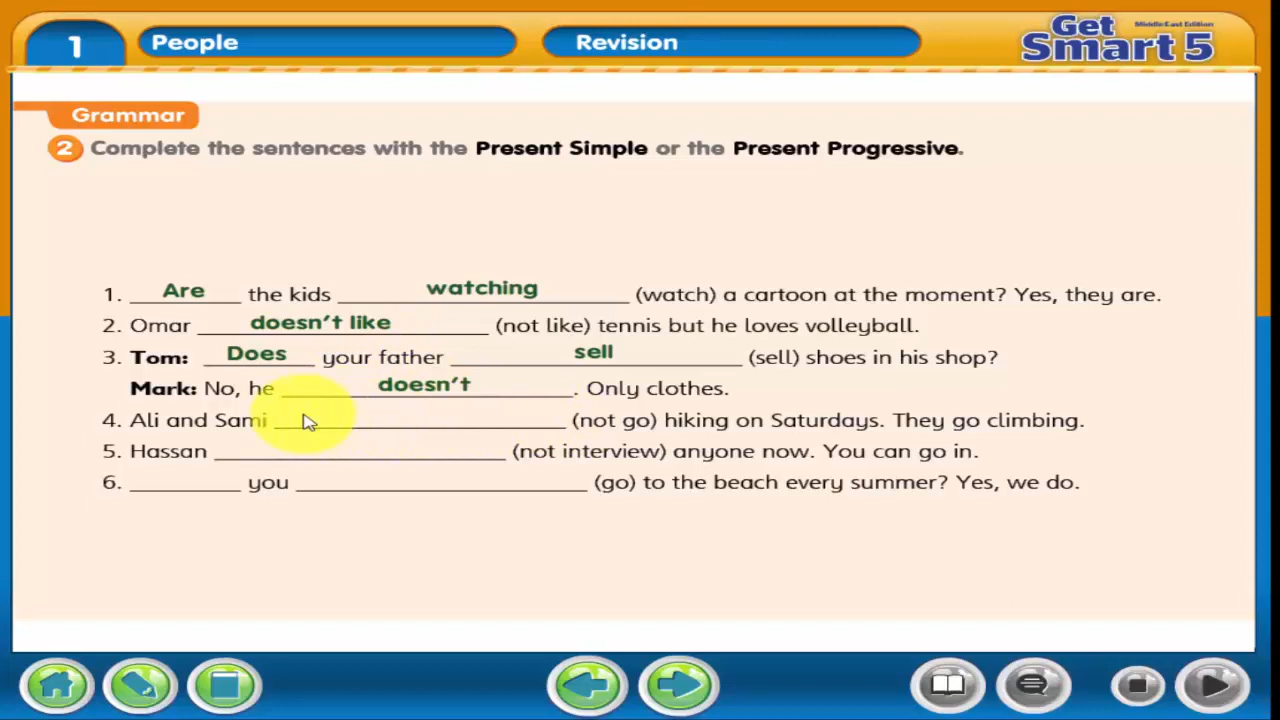 1 People Revision Get Smart 5 Middle East Edition
Grammar
2 Complete the sentences with the Present Simple or the Present Progressive.
1. Are the kids watching (watch) a cartoon at the moment? Yes, they are.
2. Omar doesn't like (not like) tennis but he loves volleyball.
3. Tom: Does your father sell (sell) shoes in his shop?
Mark: No, he doesn't. Only clothes.
4. Ali and Sami ____ (not go) hiking on Saturdays. They go climbing.
5. Hassan ____ (not interview) anyone now. You can go in.
6. ____ you ____ (go) to the beach every summer? Yes, we do.